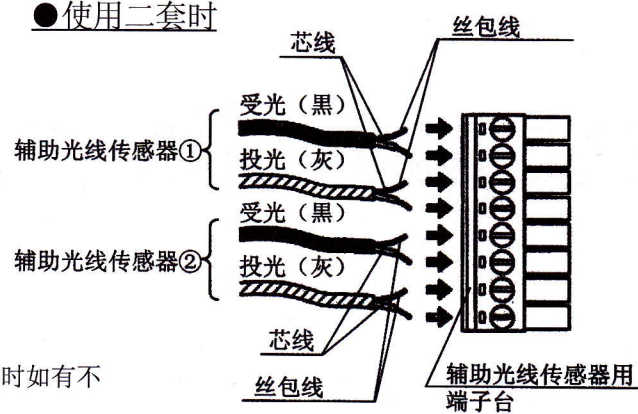 ●使用二套时
丝包线
芯线
受光（黒）
辅助光线传感器①
投光（灰）
受光（黒）
辅助光线传感器②
投光（灰）
芯线
时如有不
丝包线
辅助光线传感器用
端子台